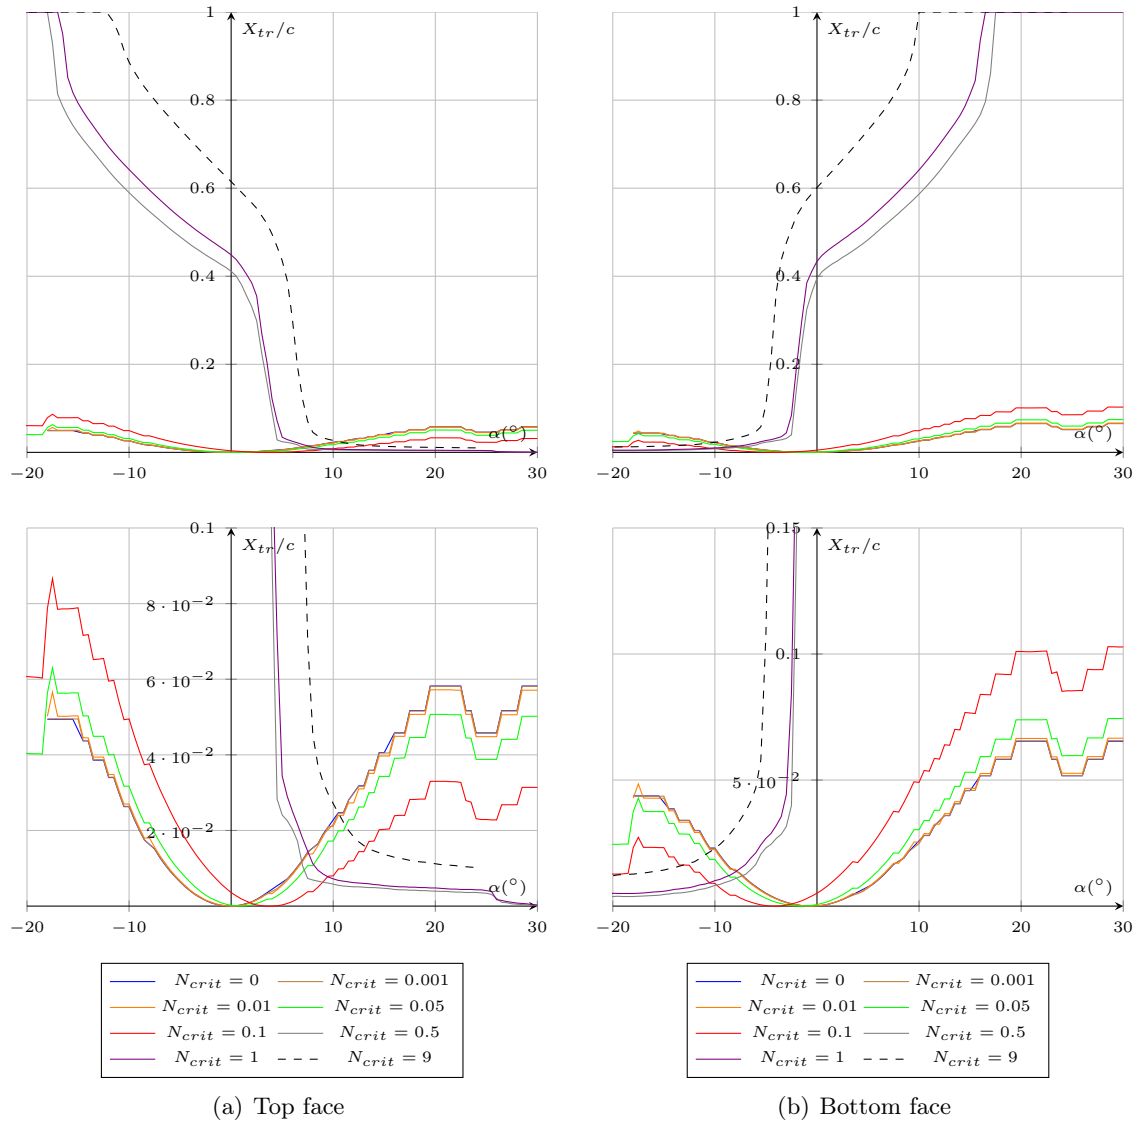 1
0.8
0.6
0.4
0.2
X_{tr}/c
α(°)
−20
−10
0
10
20
30
1
0.8
0.6
0.4
0.2
X_{tr}/c
α(°)
−20
−10
0
10
20
30
0.1
8 · 10^{−2}
6 · 10^{−2}
4 · 10^{−2}
2 · 10^{−2}
X_{tr}/c
α(°)
−20
−10
0
10
20
30
0.15
0.1
5 · 10^{−2}
X_{tr}/c
α(°)
−20
−10
0
10
20
30
N_{crit} = 0 N_{crit} = 0.001
N_{crit} = 0.01 N_{crit} = 0.05
N_{crit} = 0.1 N_{crit} = 0.5
N_{crit} = 1 N_{crit} = 9
N_{crit} = 0 N_{crit} = 0.001
N_{crit} = 0.01 N_{crit} = 0.05
N_{crit} = 0.1 N_{crit} = 0.5
N_{crit} = 1 N_{crit} = 9
(a) Top face
(b) Bottom face